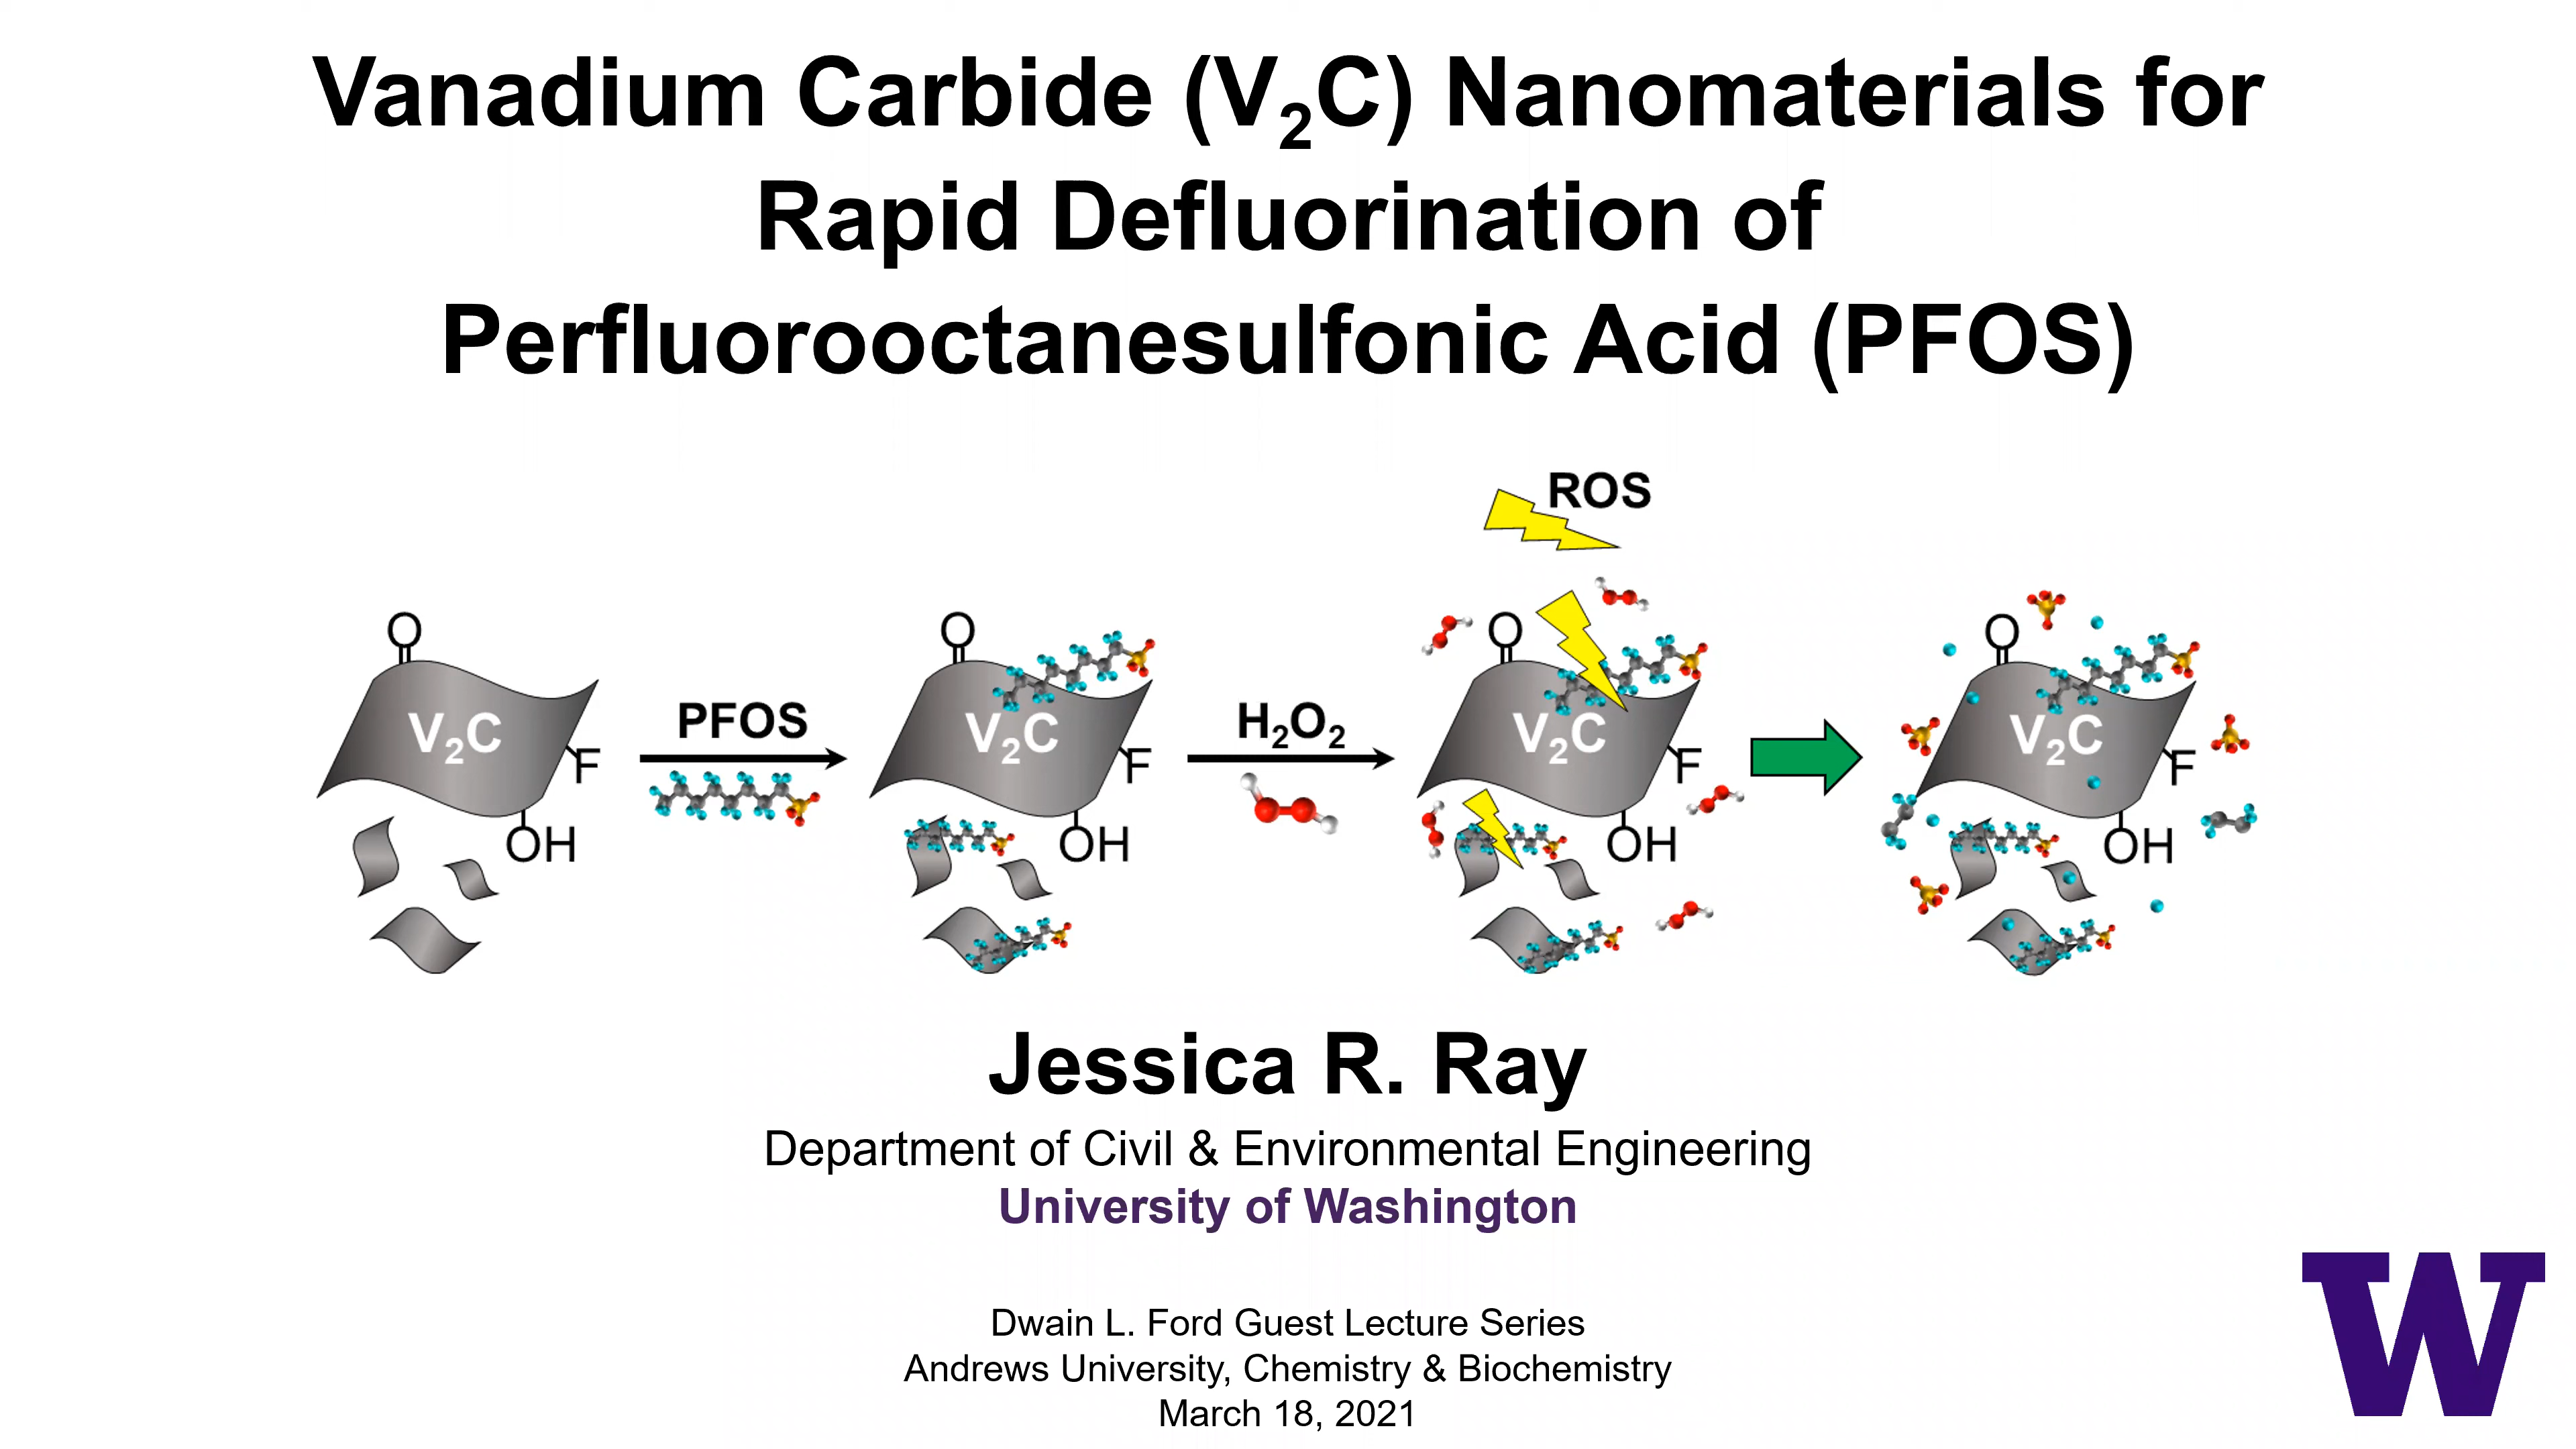 Vanadium Carbide (V₂C) Nanomaterials for
Rapid Defluorination of
Perfluorooctanesulfonic Acid (PFOS)
ROS
O
V₂C
F
OH
PFOS
O
V₂C
F
OH
H₂O₂
O
V₂C
F
OH
O
V₂C
F
OH
Jessica R. Ray
Department of Civil & Environmental Engineering
University of Washington
Dwain L. Ford Guest Lecture Series
Andrews University, Chemistry & Biochemistry
March 18, 2021
W